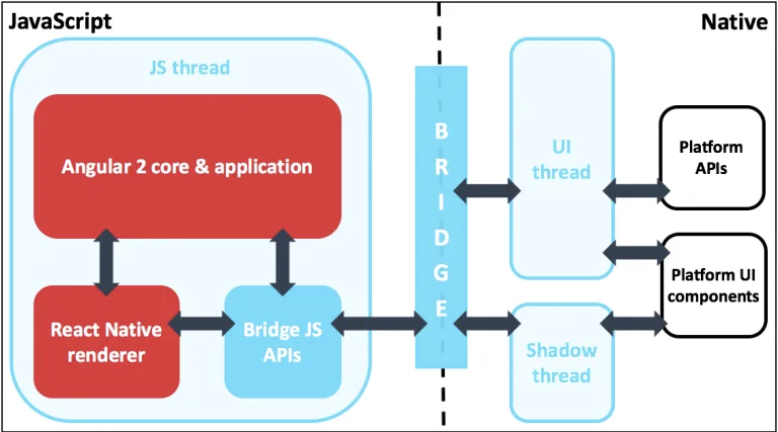 JavaScript
Native
JS thread
Angular 2 core & application
React Native
renderer
Bridge JS
APIs
B
R
I
D
G
E
UI
thread
Shadow
thread
Platform
APIs
Platform UI
components